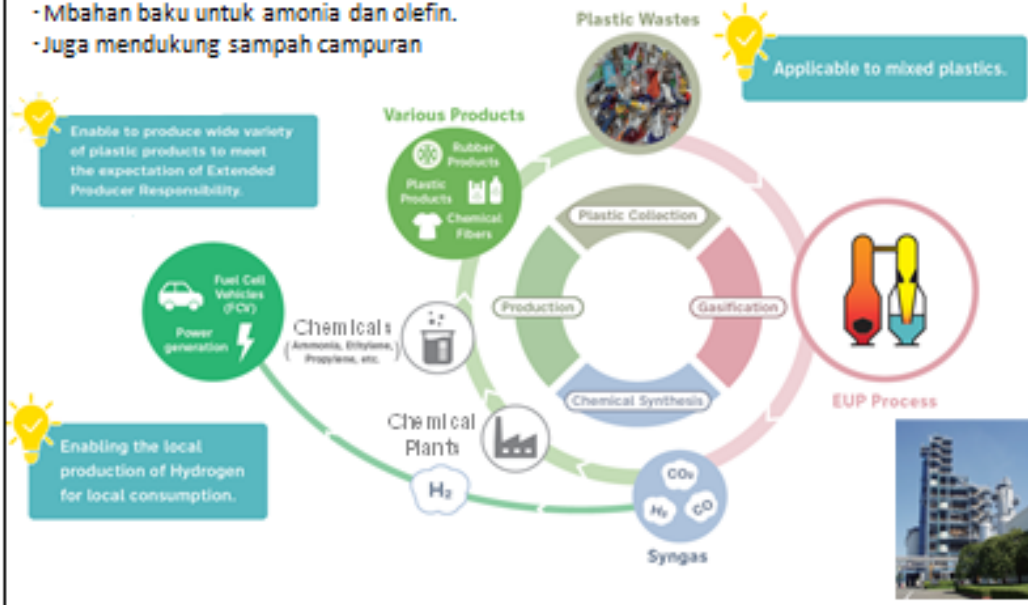 - Mbahan baku untuk amonia dan olefin.
- Juga mendukung sampah campuran
Plastic Wastes
Applicable to mixed plastics.
Enable to produce wide variety
of plastic products to meet
the expectation of Extended
Producer Responsibility.
Various Products
Rubber
Products
Plastic
Products
Chemical
Fibers
Plastic Collection
Production
Gasification
Chemical Synthesis
Fuel Cell
Vehicles
(FCV)
Power
generation
Chemicals
(Ammonia, Ethylene,
Propylene, etc.)
EUP Process
Chemical
Plants
Enabling the local
production of Hydrogen
for local consumption.
H₂
CO₂
H₂
CO
Syngas